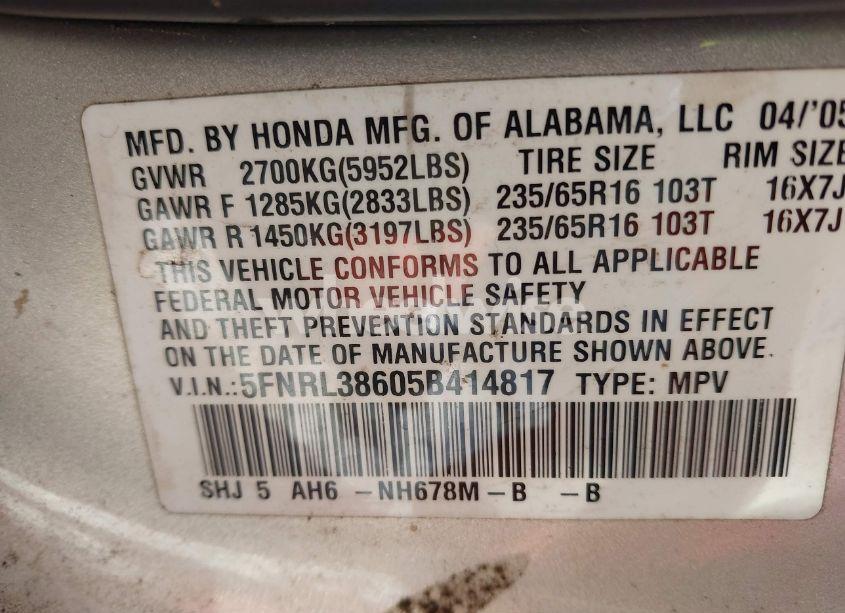 MFD. BY HONDA MFG. OF ALABAMA, LLC 04/'05
GVWR 2700KG(5952LBS) TIRE SIZE RIM SIZE
GAWR F 1285KG(2833LBS) 235/65R16 103T 16X7J
GAWR R 1450KG(3197LBS) 235/65R16 103T 16X7J
THIS VEHICLE CONFORMS TO ALL APPLICABLE
FEDERAL MOTOR VEHICLE SAFETY
AND THEFT PREVENTION STANDARDS IN EFFECT
ON THE DATE OF MANUFACTURE SHOWN ABOVE.
V.I.N.:5FNRL38605B414817 TYPE: MPV
SHJ 5 AH6 -NH678M-B -B